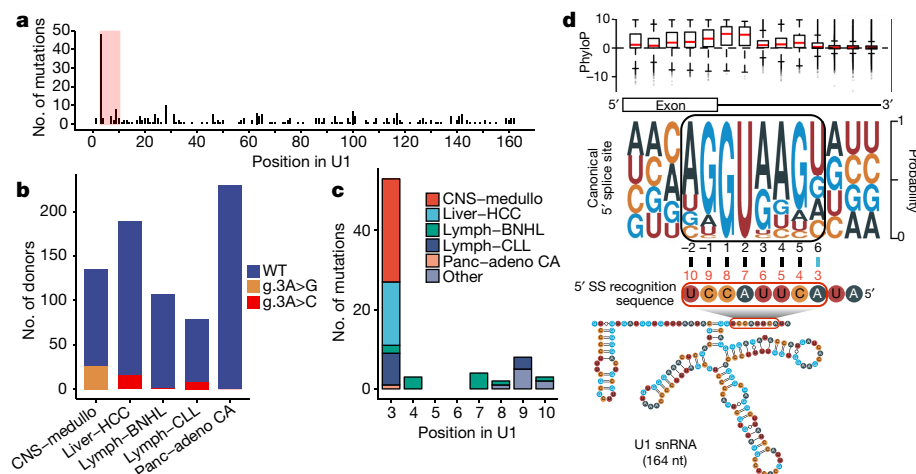 a
No. of mutations
50
40
30
20
10
0
0 20 40 60 80 100 120 140 160
Position in U1
b
No. of donors
200
150
100
50
0
WT
g.3A>G
g.3A>C
CNS–medullo
Liver–HCC
Lymph–BNHL
Lymph–CLL
Panc–adeno CA
c
No. of mutations
40
20
0
CNS–medullo
Liver–HCC
Lymph–BNHL
Lymph–CLL
Panc–adeno CA
Other
3 4 5 6 7 8 9 10
Position in U1
d
PhyloP
10
0
–10
5′ Exon 3′
Canonical
5′ splice site
Probability
1
0
A A C A G G U A A G U A U U
U C A U A G G A G G C C
C G G G U U A A U G G
G U U C C C C C C C A A
–2 –1 1 2 3 4 5 6
10 9 8 7 6 5 4 3
5′ SS recognition
sequence
U C C A U U C A U A 5′
U1 snRNA
(164 nt)